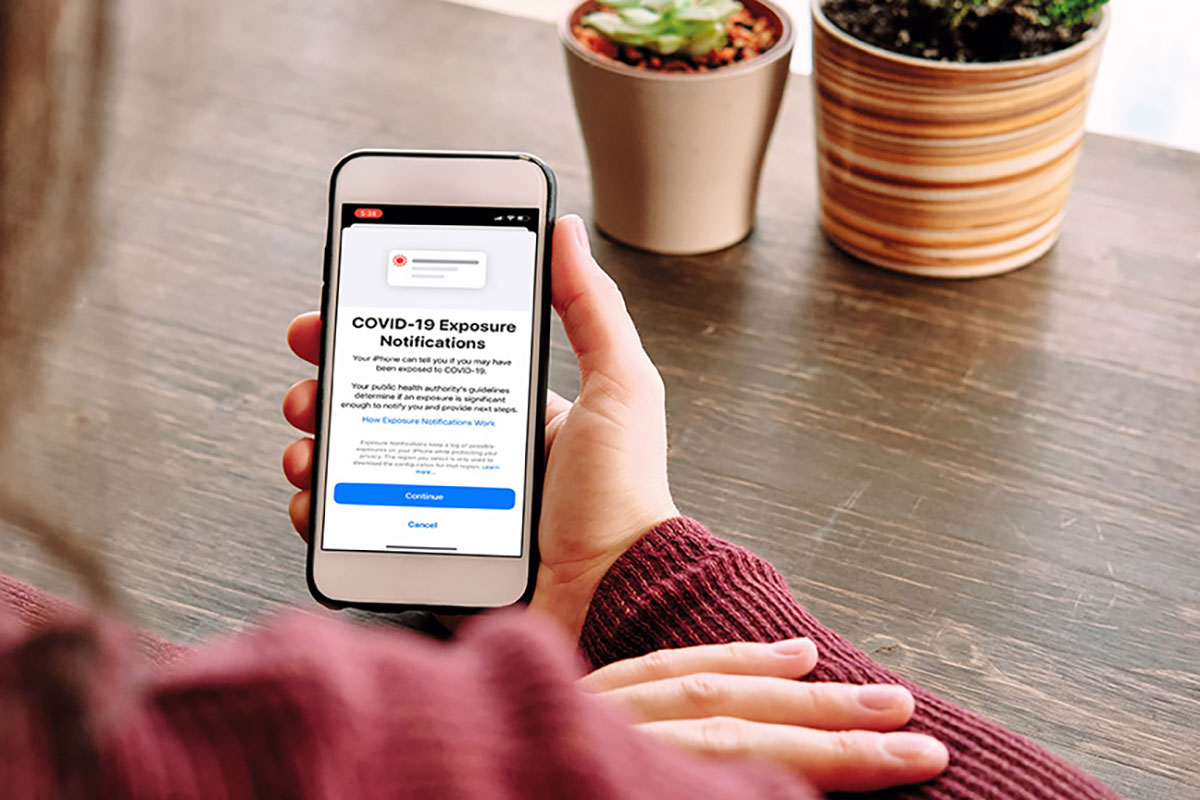 5:38
COVID-19 Exposure
Notifications
Your iPhone can tell you if you may have
been exposed to COVID-19.
Your public health authority's guidelines
determine if an exposure is significant
enough to notify you and provide next steps.
How Exposure Notifications Work
Exposure Notifications keep a log of possible
exposures on your iPhone while protecting your
privacy. The region you select is only used to
download the configuration for that region. Learn
more...
Continue
Cancel